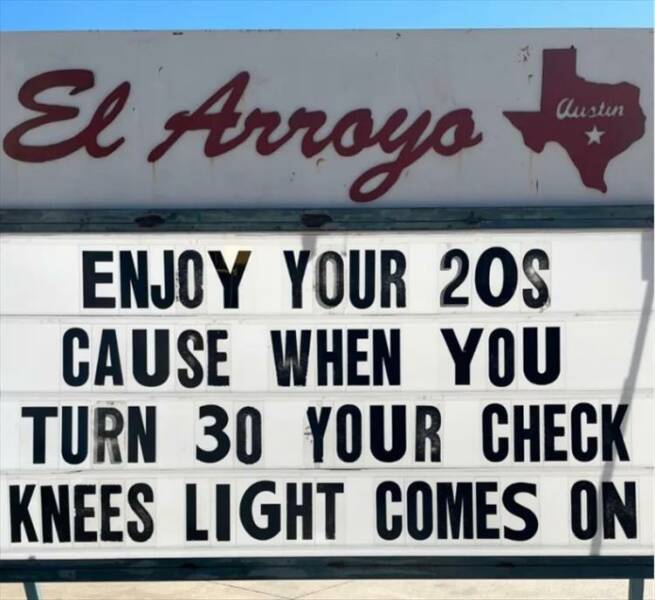 El Arroyo
Austin
ENJOY YOUR 20S
CAUSE WHEN YOU
TURN 30 YOUR CHECK
KNEES LIGHT COMES ON